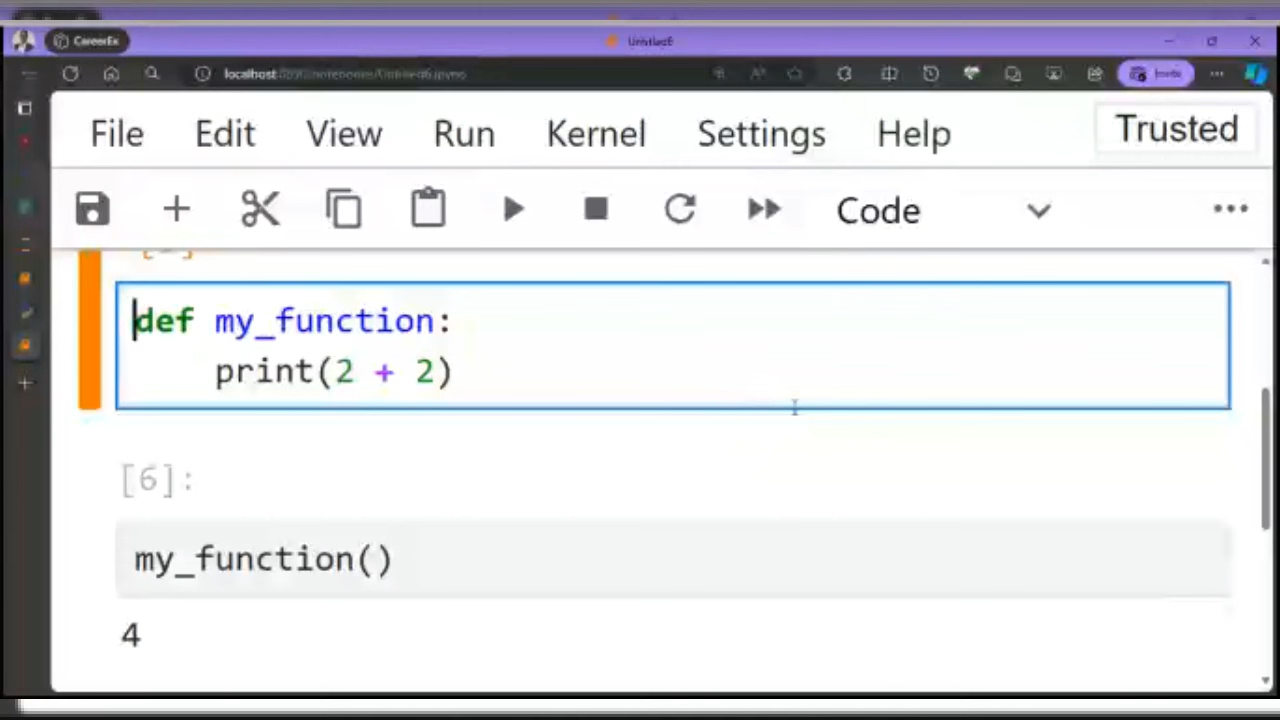 CareerEx
Untitled6
localhost
Invite
File Edit View Run Kernel Settings Help Trusted
Code
def my_function:
    print(2 + 2)
[6]:
my_function()
4